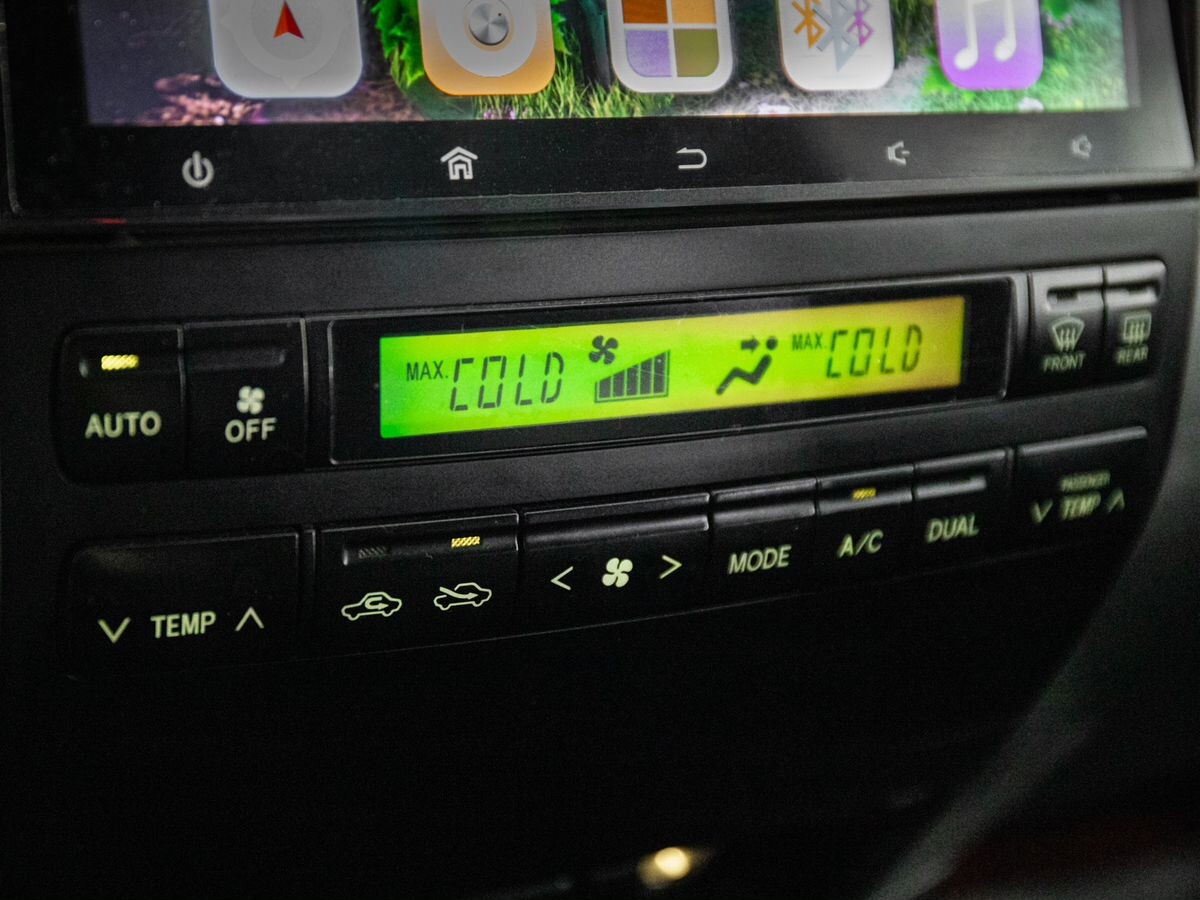 MAX. COLD
MAX. COLD
FRONT
REAR
AUTO
OFF
PASSENGER
TEMP
DUAL
A/C
MODE
TEMP